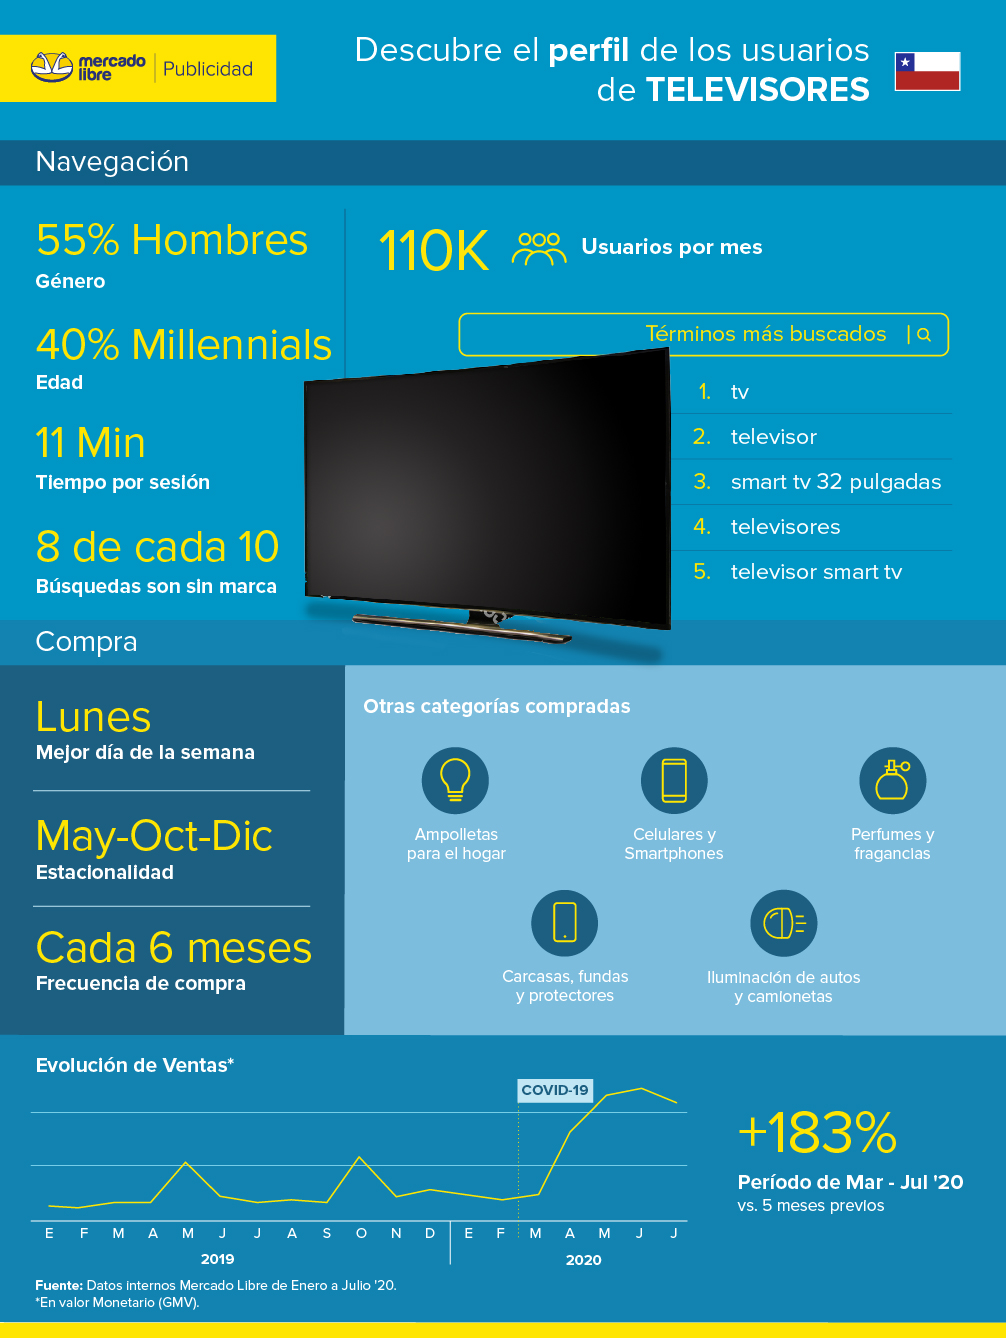 mercado
libre
Publicidad
Descubre el perfil de los usuarios
de TELEVISORES
Navegación
55% Hombres
Género
40% Millennials
Edad
11 Min
Tiempo por sesión
8 de cada 10
Búsquedas son sin marca
110K
Usuarios por mes
Términos más buscados
1. tv
2. televisor
3. smart tv 32 pulgadas
4. televisores
5. televisor smart tv
Compra
Lunes
Mejor día de la semana
May-Oct-Dic
Estacionalidad
Cada 6 meses
Frecuencia de compra
Otras categorías compradas
Ampolletas
para el hogar
Celulares y
Smartphones
Perfumes y
fragancias
Carcasas, fundas
y protectores
Iluminación de autos
y camionetas
Evolución de Ventas*
COVID-19
E F M A M J J A S O N D E F M A M J J
2019
2020
+183%
Período de Mar - Jul '20
vs. 5 meses previos
Fuente: Datos internos Mercado Libre de Enero a Julio '20.
*En valor Monetario (GMV).